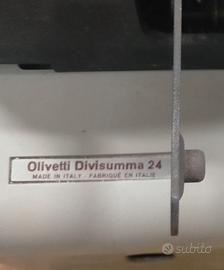 Olivetti Divisumma 24
MADE IN ITALY - FABRIQUÉ EN ITALIE
subito